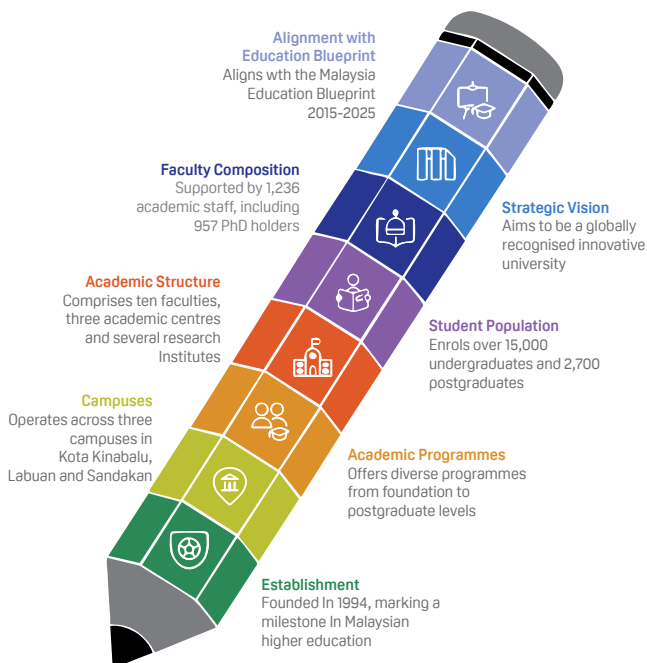 Alignment with
Education Blueprint
Aligns wth the Malaysia
Education Blueprint
2015-2025
Faculty Composition
Supported by 1,236
academic staff, including
957 PhD holders
Strategic Vision
Aims to be a globally
recognised innovative
university
Academic Structure
Comprises ten faculties,
three academic centres
and several research
Institutes
Student Population
Enrols over 15,000
undergraduates and 2,700
postgraduates
Campuses
Operates across three
campuses in
Kota Kinabalu,
Labuan and Sandakan
Academic Programmes
Offers diverse programmes
from foundation to
postgraduate levels
Establishment
Founded In 1994, marking a
milestone In Malaysian
higher education